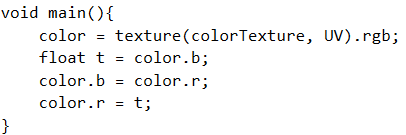 void main(){
    color = texture(colorTexture, UV).rgb;
    float t = color.b;
    color.b = color.r;
    color.r = t;
}